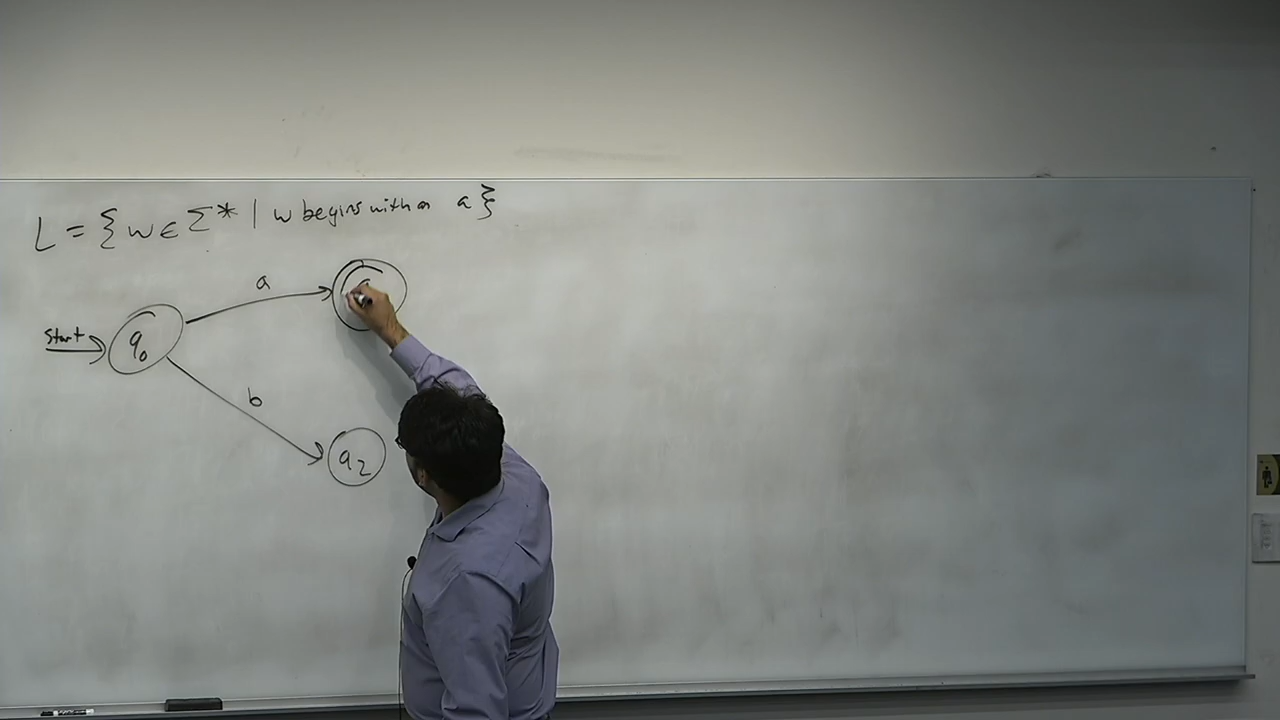 L = {w ∈ Σ* | w begins with an a}
a
start
q₀
b
q₂